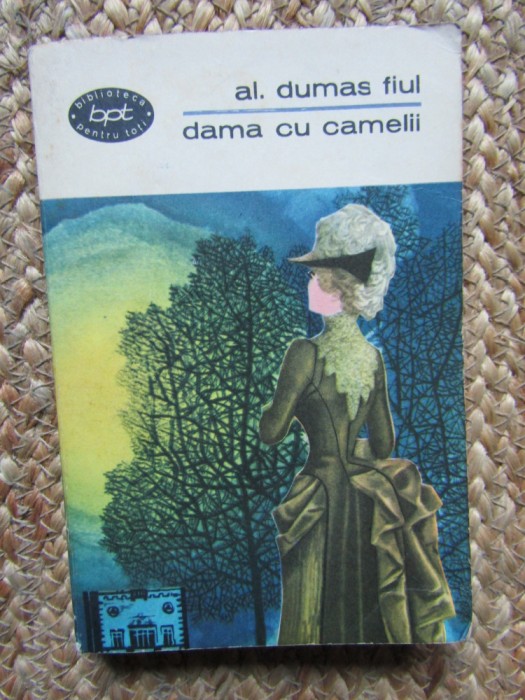 biblioteca
bpt
pentru toți
al. dumas fiul
dama cu camelii